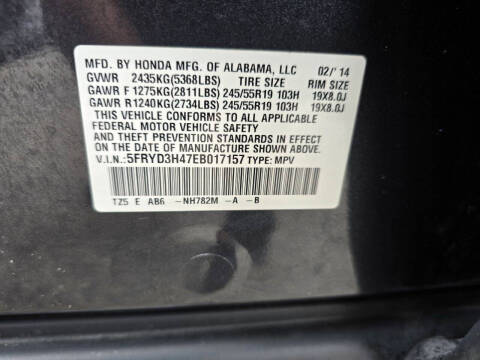 MFD. BY HONDA MFG. OF ALABAMA, LLC 02/' 14
GVWR 2435KG(5368LBS) TIRE SIZE RIM SIZE
GAWR F 1275KG(2811LBS) 245/55R19 103H 19X8.0J
GAWR R1240KG(2734LBS) 245/55R19 103H 19X8.0J
THIS VEHICLE CONFORMS TO ALL APPLICABLE
FEDERAL MOTOR VEHICLE SAFETY
AND THEFT PREVENTION STANDARDS IN EFFECT
ON THE DATE OF MANUFACTURE SHOWN ABOVE.
V.I.N.: 5FRYD3H47EB017157 TYPE: MPV
TZ5 E AB6 -NH782M -A -B